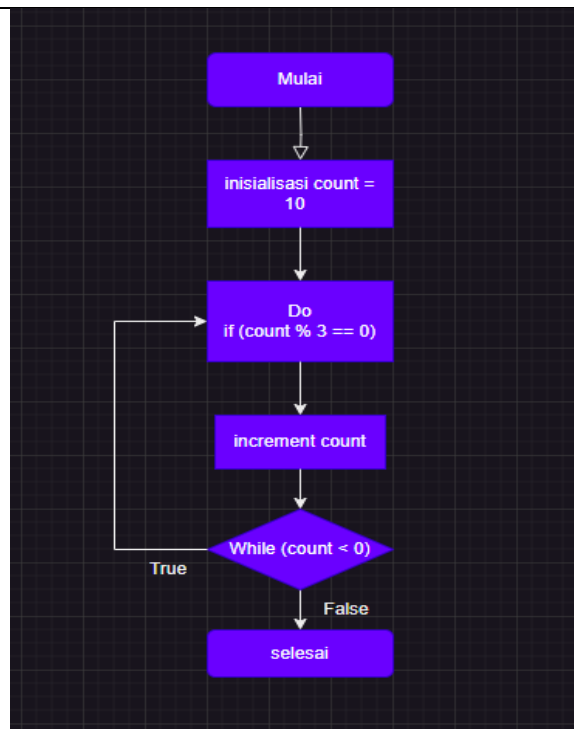 Mulai
inisialisasi count =
10
Do
if (count % 3 == 0)
increment count
While (count < 0)
True
False
selesai